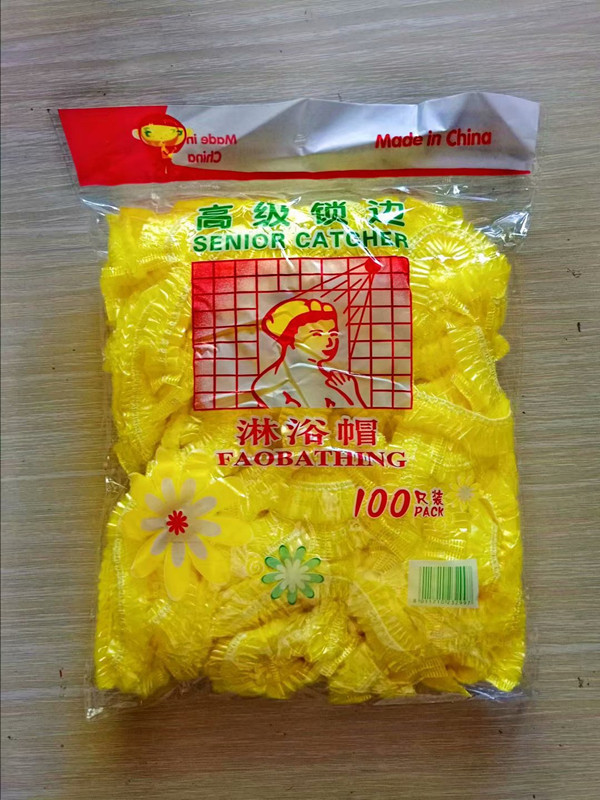 Made in China
Made in
China
高级锁边
SENIOR CATCHER
淋浴帽
FAOBATHING
100只装
PACK